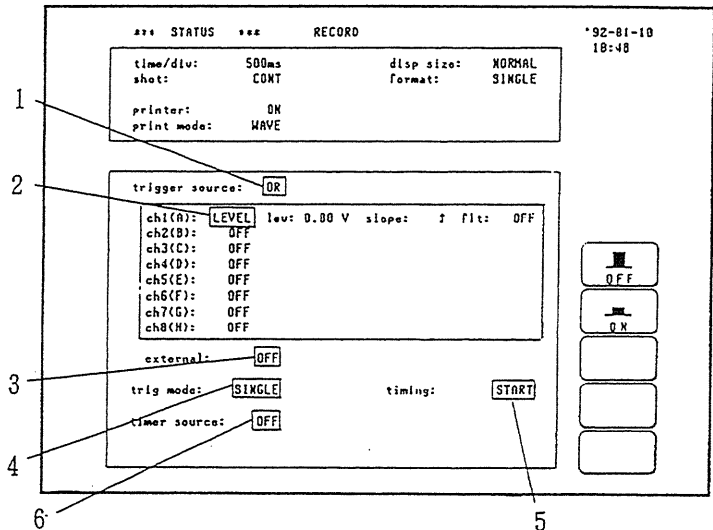 *** STATUS *** RECORD '92-01-10
10:48
time/div: 500ms disp size: NORMAL
shot: CONT format: SINGLE
printer: ON
print mode: WAVE
1
trigger source: OR
2
ch1(A): LEVEL lev: 0.00 V slope: ↑ flt: OFF
ch2(B): OFF
ch3(C): OFF
ch4(D): OFF
ch5(E): OFF
ch6(F): OFF
ch7(G): OFF
ch8(H): OFF
OFF
ON
external: OFF
3
trig mode: SINGLE timing: START
4
timer source: OFF
6
5